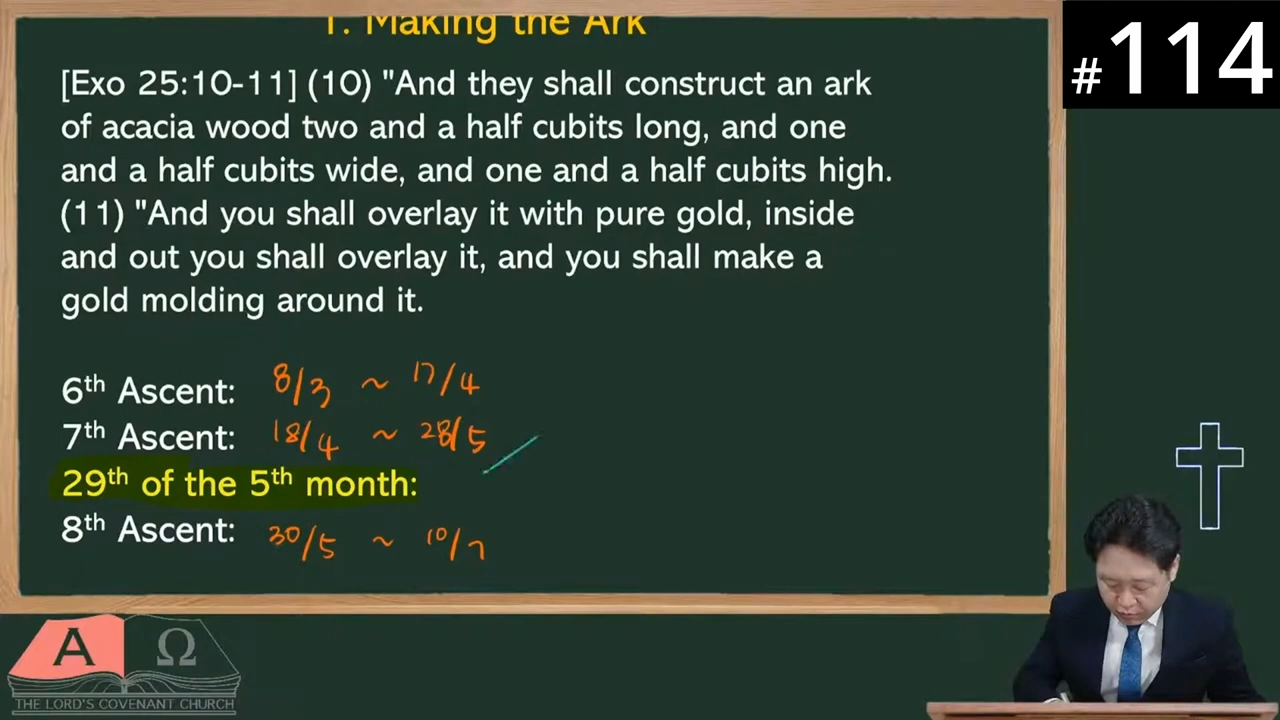 1. Making the Ark
#114
[Exo 25:10-11] (10) "And they shall construct an ark
of acacia wood two and a half cubits long, and one
and a half cubits wide, and one and a half cubits high.
(11) "And you shall overlay it with pure gold, inside
and out you shall overlay it, and you shall make a
gold molding around it.
6th Ascent: 8/3 ~ 17/4
7th Ascent: 18/4 ~ 28/5
29th of the 5th month:
8th Ascent: 30/5 ~ 10/7
A Ω
THE LORD'S COVENANT CHURCH